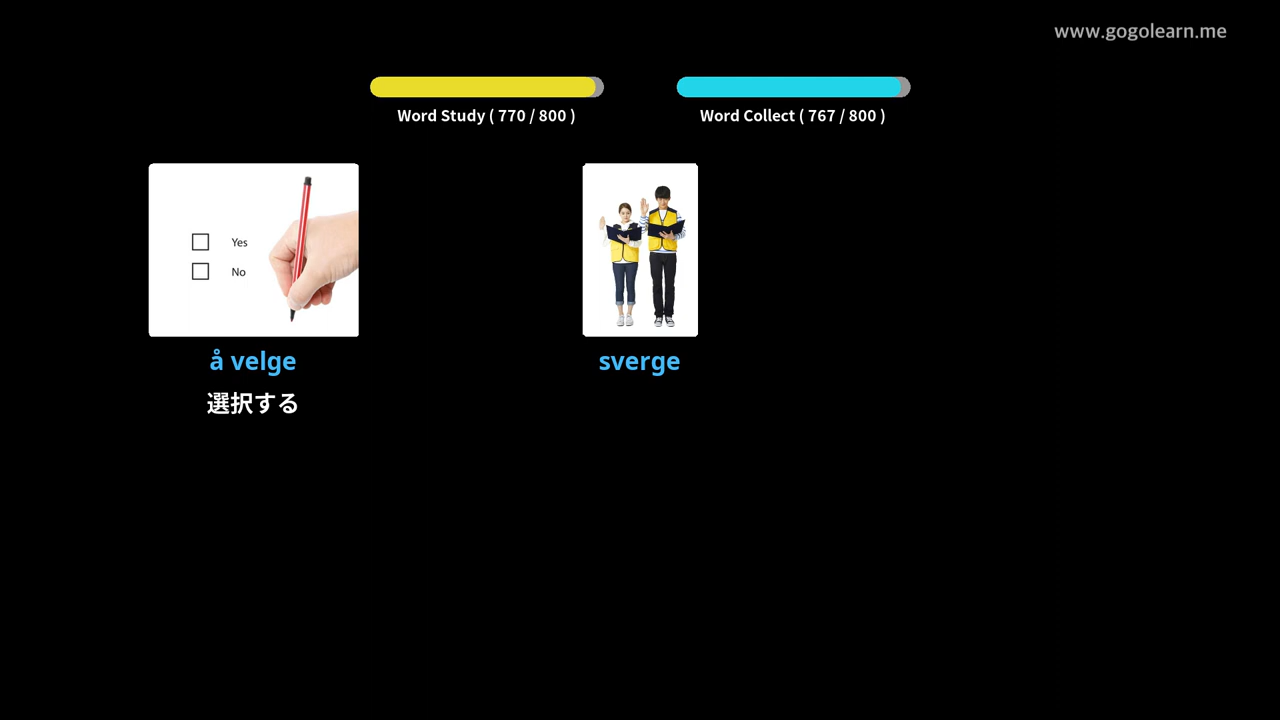 www.gogolearn.me
Word Study ( 770 / 800 )
Word Collect ( 767 / 800 )
Yes
No
å velge
sverge
選択する